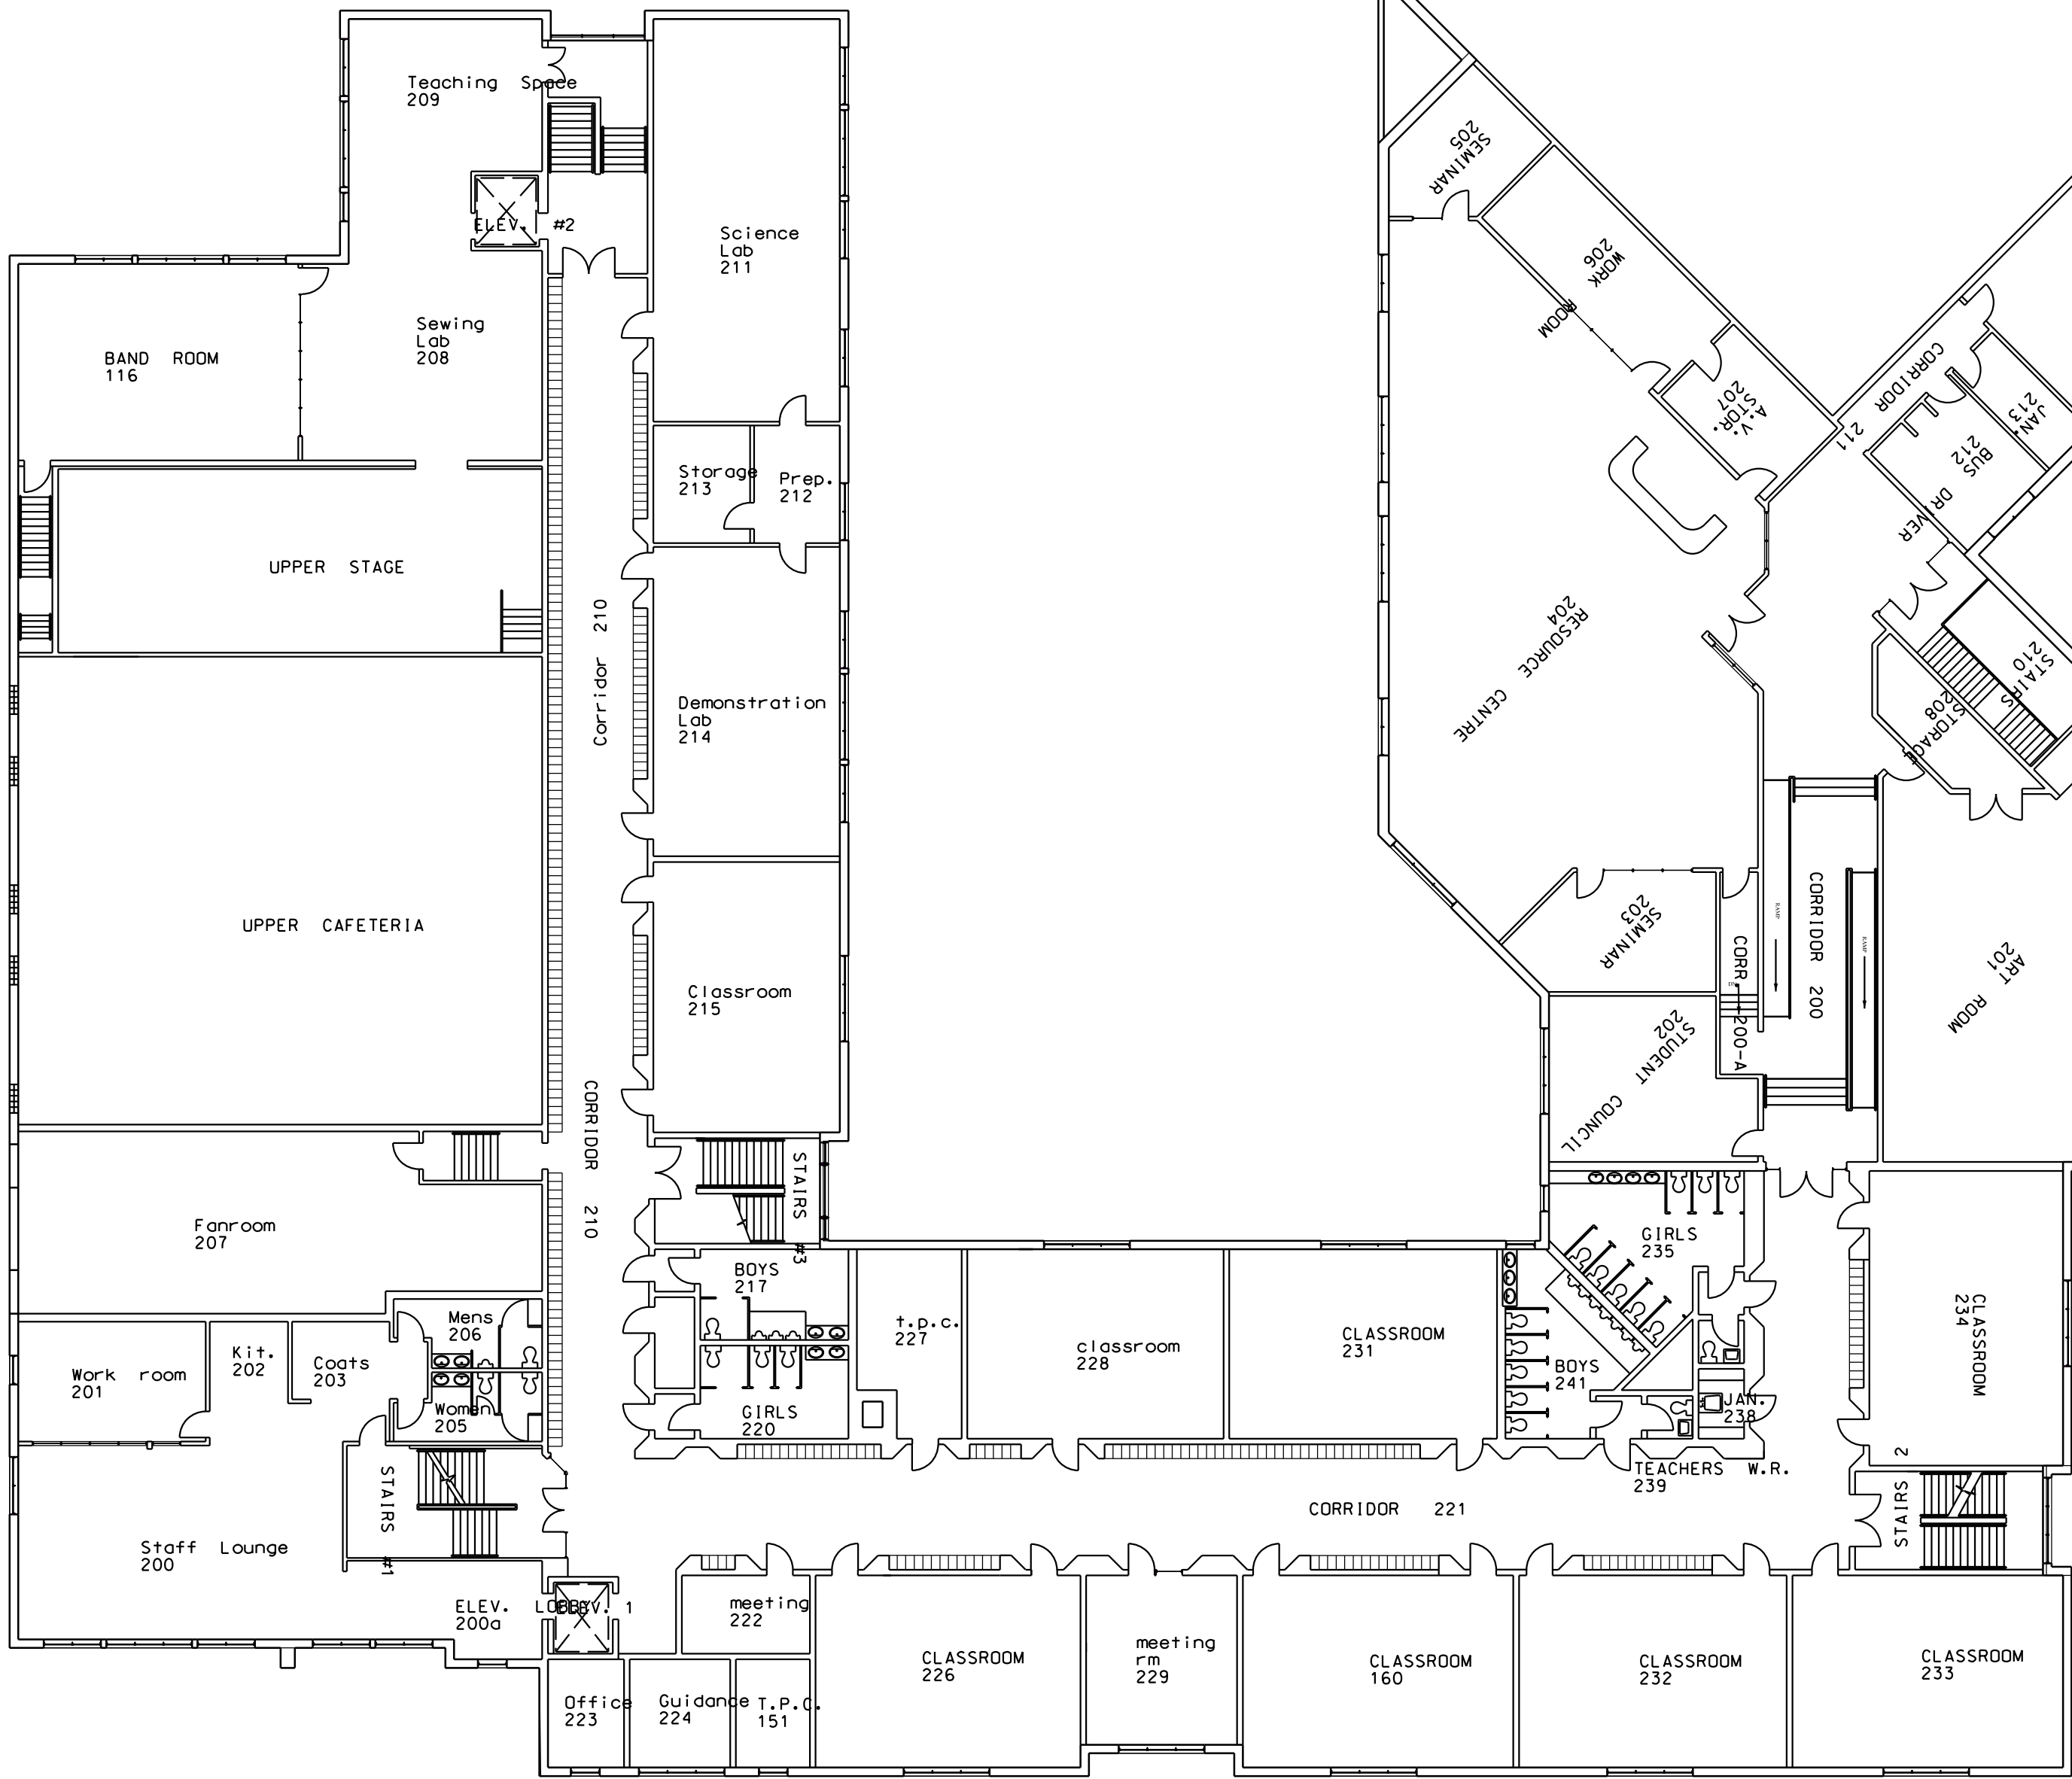 Teaching Space
209
ELEV. #2
Science
Lab
211
BAND ROOM
116
Sewing
Lab
208
Storage
213
Prep.
212
UPPER STAGE
Corridor 210
Demonstration
Lab
214
UPPER CAFETERIA
Classroom
215
CORRIDOR 210
STAIRS #3
Fanroom
207
BOYS
217
Mens
206
Work room
201
Kit.
202
Coats
203
Women
205
GIRLS
220
t.p.c.
227
classroom
228
CLASSROOM
231
STAIRS #1
Staff Lounge
200
ELEV. LOBBY
200a
ELEV. 1
meeting
222
Office
223
Guidance
224
T.P.C.
151
CLASSROOM
226
meeting
rm
229
CLASSROOM
160
CLASSROOM
232
CLASSROOM
233
CORRIDOR 221
SEMINAR
205
WORK ROOM
206
A.V.
STOR.
207
CORRIDOR 211
JAN.
213
BUS DRIVER
212
RESOURCE CENTRE
204
STAIRS
210
STORAGE
208
SEMINAR
203
CORR 200-A
DN
RAMP
CORRIDOR 200
RAMP
ART ROOM
201
STUDENT COUNCIL
202
GIRLS
235
BOYS
241
JAN.
238
TEACHERS W.R.
239
CLASSROOM
234
STAIRS 2